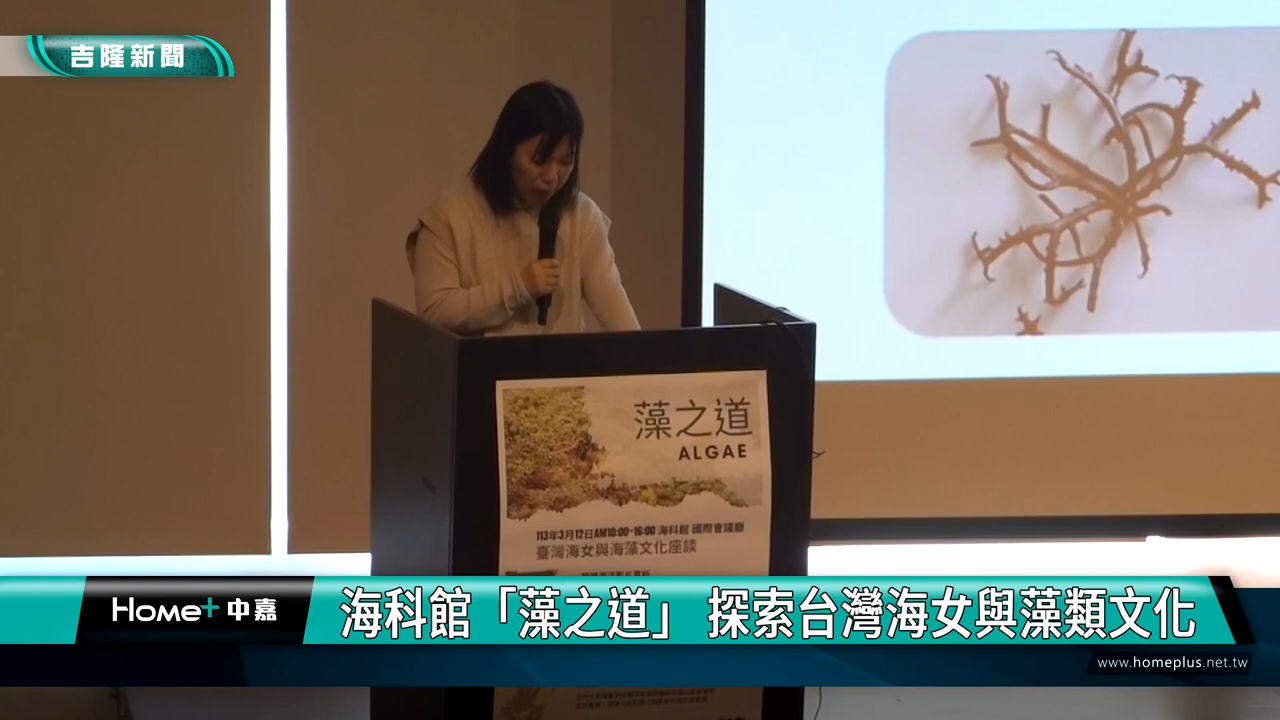 吉隆新聞
藻之道
ALGAE
113年3月12日AM10:00-16:00 海科館 國際會議廳
臺灣海女與海藻文化座談
Home+中嘉
海科館「藻之道」 探索台灣海女與藻類文化
www.homeplus.net.tw